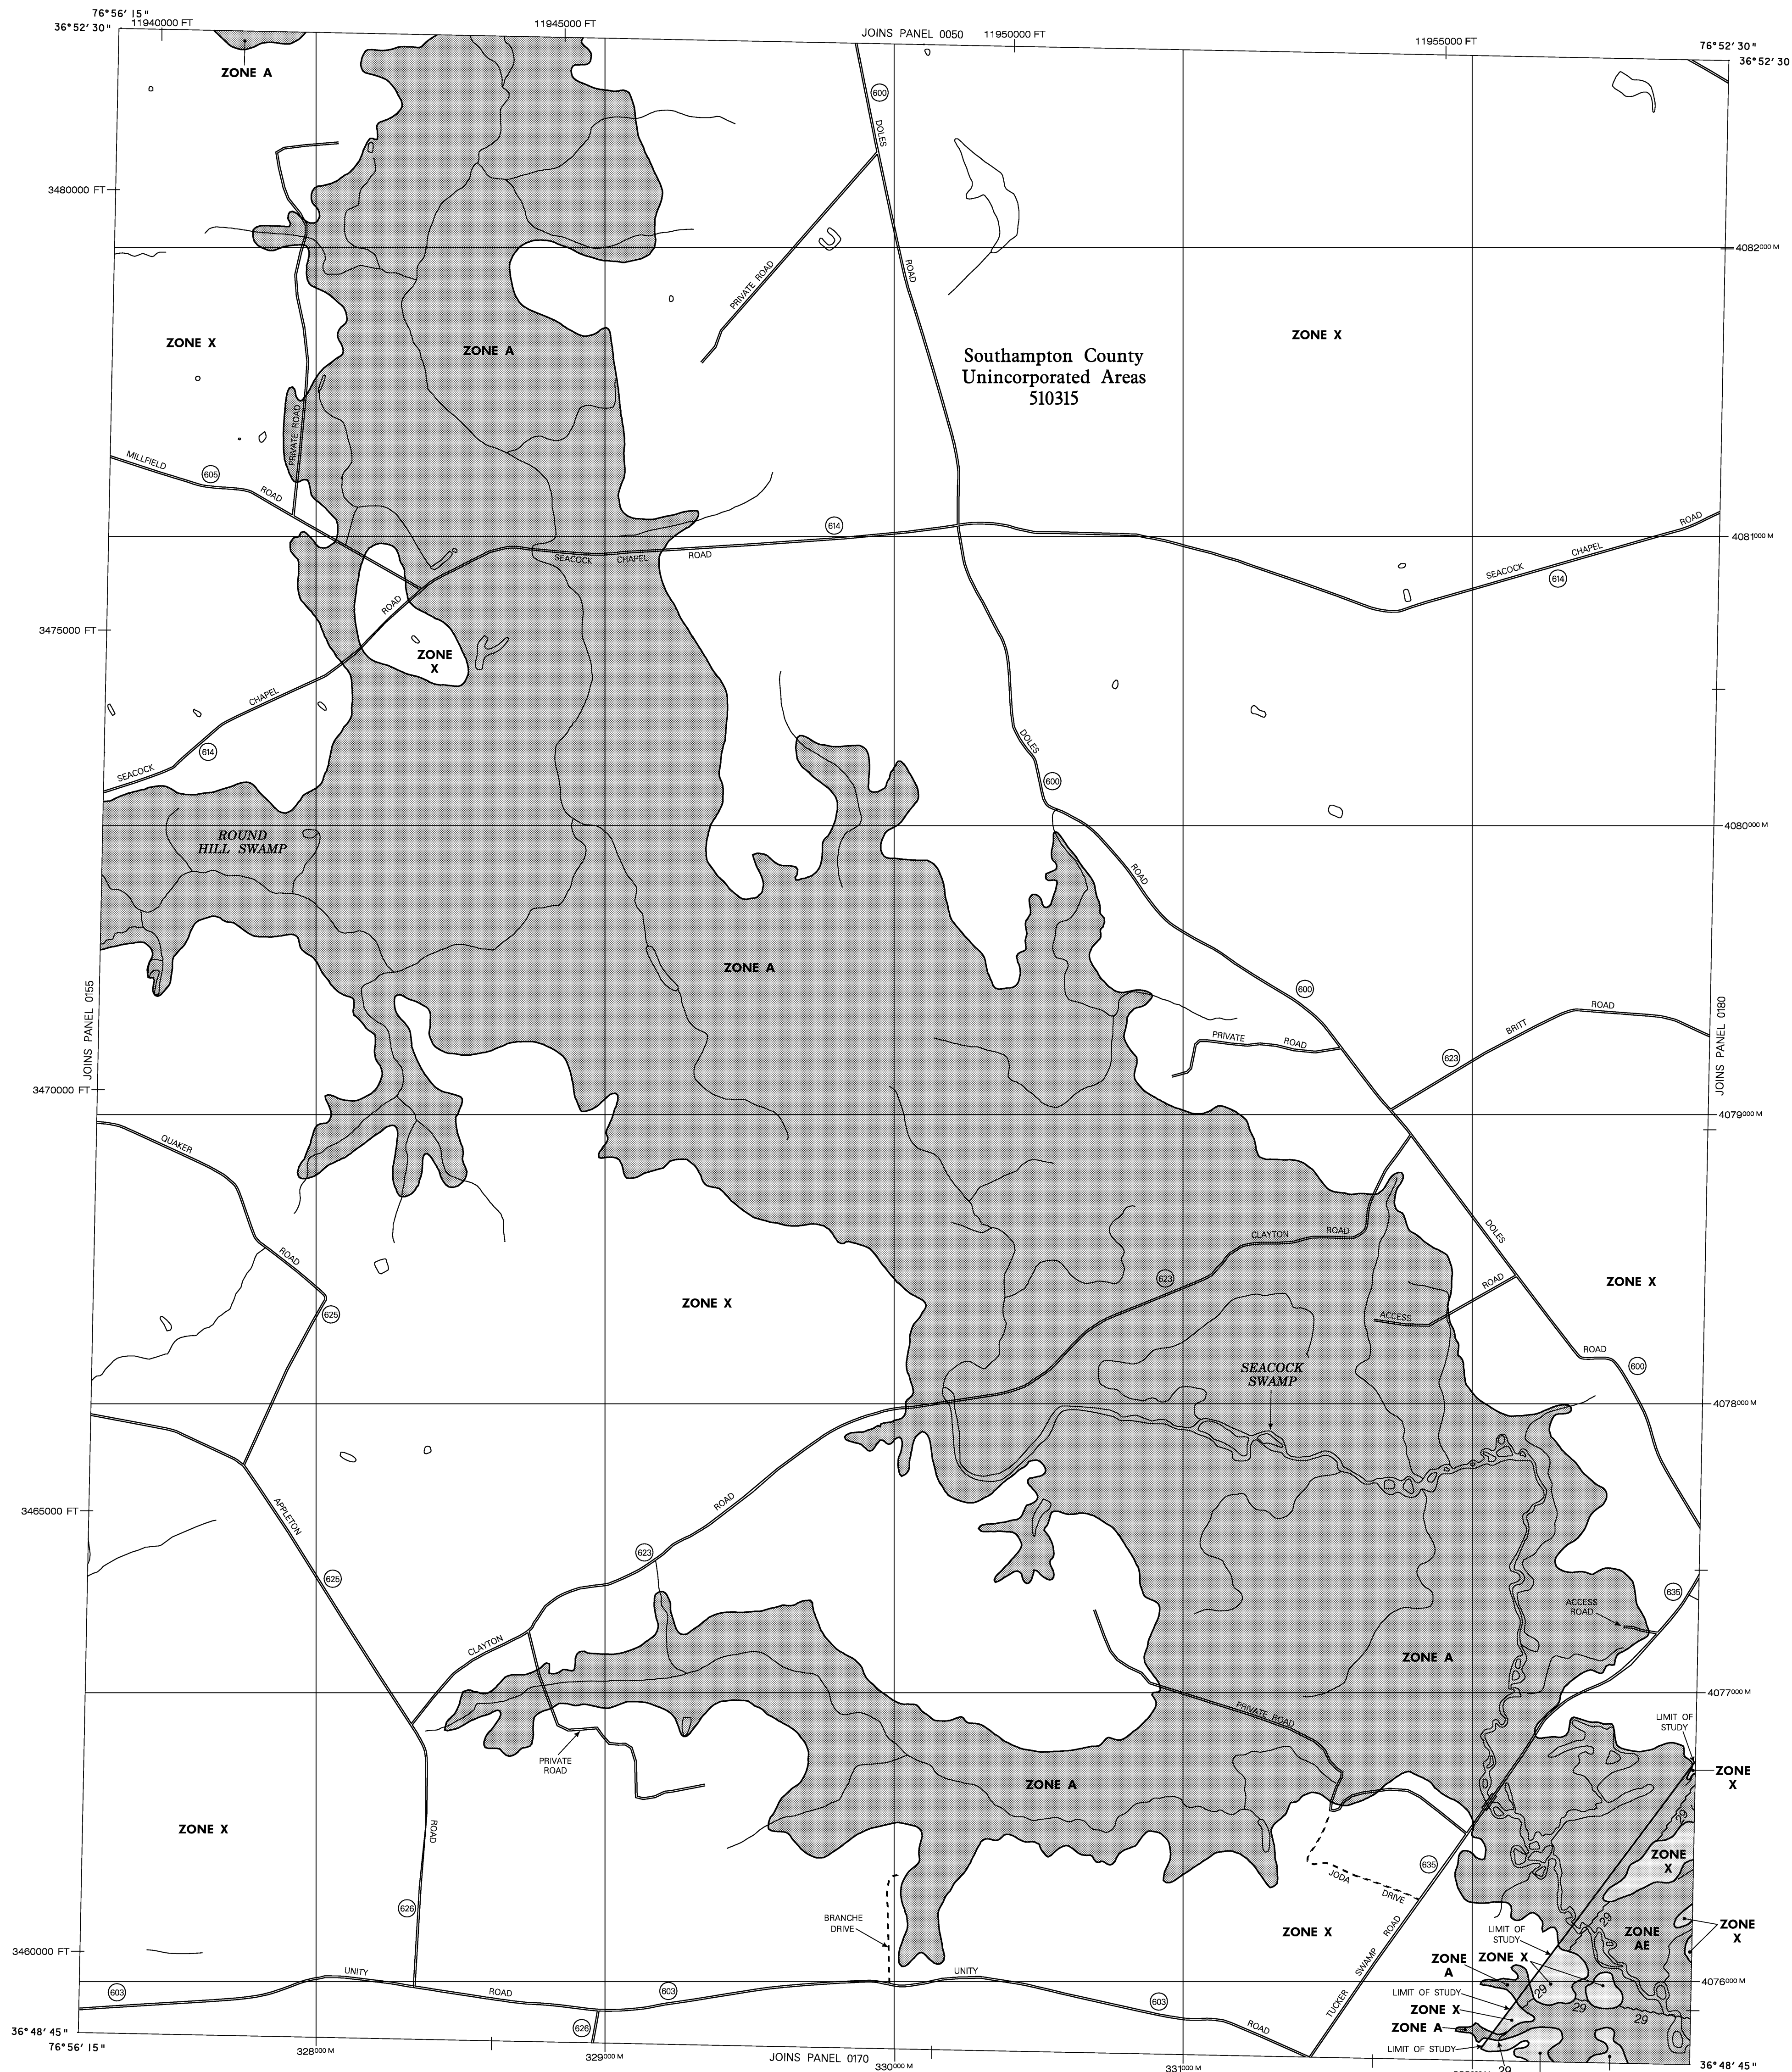 76°56'15"
36°52'30"
11940000 FT
11945000 FT
JOINS PANEL 0050
11950000 FT
11955000 FT
76°52'30"
36°52'30
ZONE A
600
DOLES
3480000 FT
4082000 M
ROAD
PRIVATE ROAD
ZONE X
ZONE A
ZONE X
Southampton County
Unincorporated Areas
510315
PRIVATE ROAD
MILLFIELD
605
ROAD
614
SEACOCK CHAPEL ROAD
ROAD
4081000 M
CHAPEL
SEACOCK
614
ROAD
3475000 FT
ZONE
X
CHAPEL
614
SEACOCK
DOLES
600
ROUND
HILL SWAMP
4080000 M
ROAD
ZONE A
600
JOINS PANEL 0155
JOINS PANEL 0180
ROAD
BRITT
PRIVATE ROAD
623
3470000 FT
4079000 M
QUAKER
ROAD
CLAYTON ROAD
DOLES
623
ROAD
ZONE X
ZONE X
625
ACCESS
ROAD
600
SEACOCK
SWAMP
4078000 M
ROAD
APPLETON
3465000 FT
623
625
635
ACCESS
ROAD
CLAYTON
ZONE A
4077000 M
PRIVATE ROAD
LIMIT OF
STUDY
PRIVATE
ROAD
ZONE
X
ZONE A
29
ZONE X
ROAD
ZONE
X
635
JODA DRIVE
626
BRANCHE
DRIVE
ROAD
ZONE X
LIMIT OF
STUDY
29
ZONE
AE
ZONE
X
3460000 FT
SWAMP
ZONE
A
ZONE X
UNITY
UNITY
4076000 M
603
ROAD
603
603
TUCKER
LIMIT OF STUDY
29
29
29
ZONE X
626
ROAD
ZONE A
36°48'45"
76°56'15"
328000 M
329000 M
JOINS PANEL 0170
330000 M
331000 M
LIMIT OF STUDY
29
36°48'45"